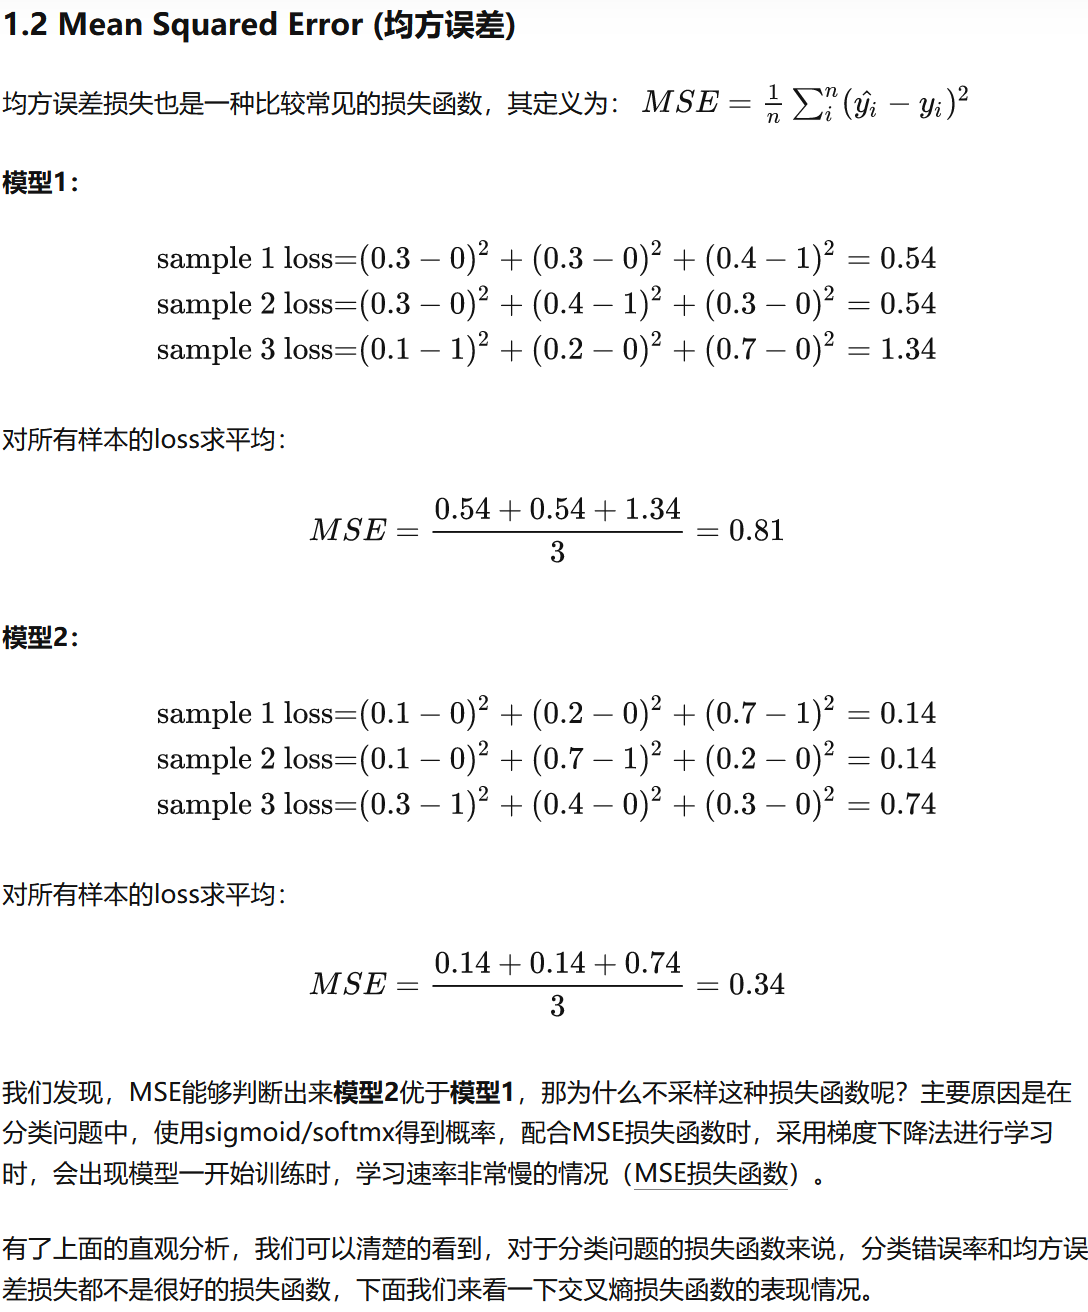 1.2 Mean Squared Error (均方误差)
均方误差损失也是一种比较常见的损失函数，其定义为： $MSE = \frac{1}{n} \sum_{i}^{n} (\hat{y_i} - y_i)^2$
模型1：
sample 1 loss=$(0.3 - 0)^2 + (0.3 - 0)^2 + (0.4 - 1)^2 = 0.54$
sample 2 loss=$(0.3 - 0)^2 + (0.4 - 1)^2 + (0.3 - 0)^2 = 0.54$
sample 3 loss=$(0.1 - 1)^2 + (0.2 - 0)^2 + (0.7 - 0)^2 = 1.34$
对所有样本的loss求平均：
$MSE = \frac{0.54 + 0.54 + 1.34}{3} = 0.81$
模型2：
sample 1 loss=$(0.1 - 0)^2 + (0.2 - 0)^2 + (0.7 - 1)^2 = 0.14$
sample 2 loss=$(0.1 - 0)^2 + (0.7 - 1)^2 + (0.2 - 0)^2 = 0.14$
sample 3 loss=$(0.3 - 1)^2 + (0.4 - 0)^2 + (0.3 - 0)^2 = 0.74$
对所有样本的loss求平均：
$MSE = \frac{0.14 + 0.14 + 0.74}{3} = 0.34$
我们发现，MSE能够判断出来模型2优于模型1，那为什么不采样这种损失函数呢？主要原因是在
分类问题中，使用sigmoid/softmx得到概率，配合MSE损失函数时，采用梯度下降法进行学习
时，会出现模型一开始训练时，学习速率非常慢的情况（MSE损失函数）。
有了上面的直观分析，我们可以清楚的看到，对于分类问题的损失函数来说，分类错误率和均方误
差损失都不是很好的损失函数，下面我们来看一下交叉熵损失函数的表现情况。